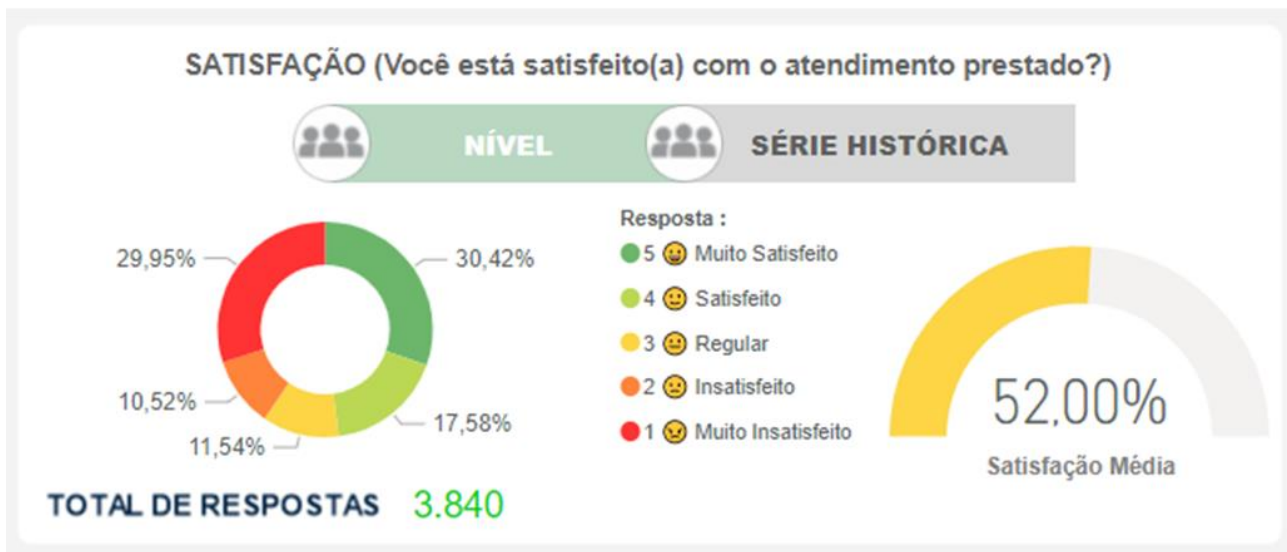 SATISFAÇÃO (Você está satisfeito(a) com o atendimento prestado?)
NÍVEL
SÉRIE HISTÓRICA
29,95%
30,42%
10,52%
11,54%
17,58%
Resposta :
5 😀 Muito Satisfeito
4 🙂 Satisfeito
3 😐 Regular
2 🙁 Insatisfeito
1 😠 Muito Insatisfeito
52,00%
Satisfação Média
TOTAL DE RESPOSTAS 3.840